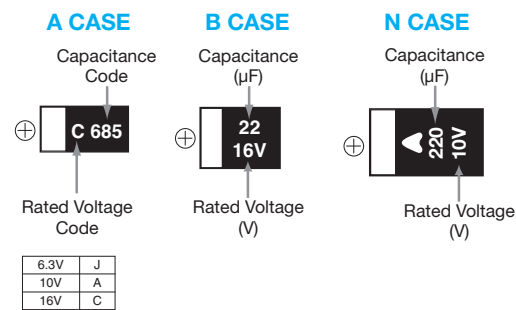 A CASE
Capacitance
Code
C 685
Rated Voltage
Code
6.3V J
10V A
16V C
B CASE
Capacitance
(µF)
22
16V
Rated Voltage
(V)
N CASE
Capacitance
(µF)
220
10V
Rated Voltage
(V)